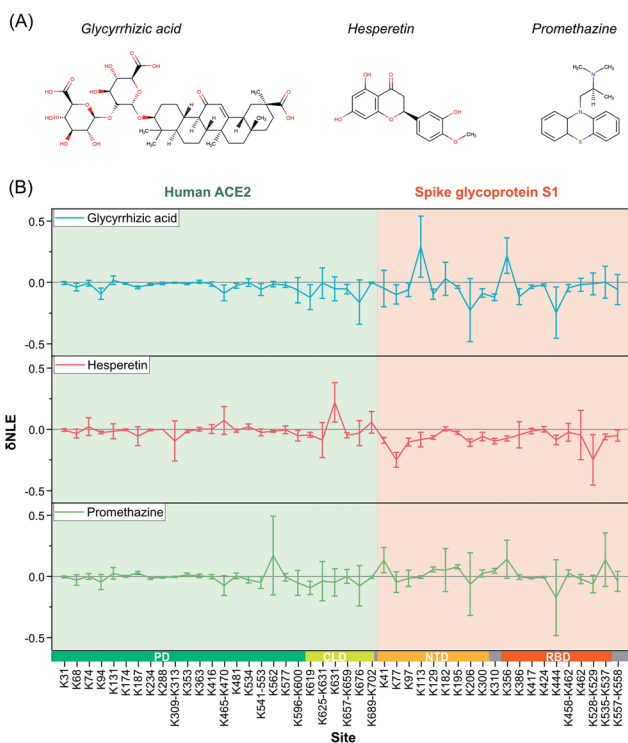 (A)
Glycyrrhizic acid
Hesperetin
Promethazine
(B)
Human ACE2
Spike glycoprotein S1
Glycyrrhizic acid
0.5
0.0
-0.5
Hesperetin
0.5
0.0
-0.5
Promethazine
0.5
0.0
-0.5
δNLE
PD
CLD
NTD
RBD
K31
K68
K74
K94
K131
K174
K187
K234
K288
K309-K313
K353
K363
K416
K465-K470
K481
K534
K541-553
K562
K577
K596-K600
K619
K625-K631
K631
K657-K659
K676
K689-K702
K41
K77
K97
K113
K129
K182
K195
K206
K300
K310
K356
K386
K417
K424
K444
K458-K462
K462
K528-K529
K535-K537
K557-K558
Site